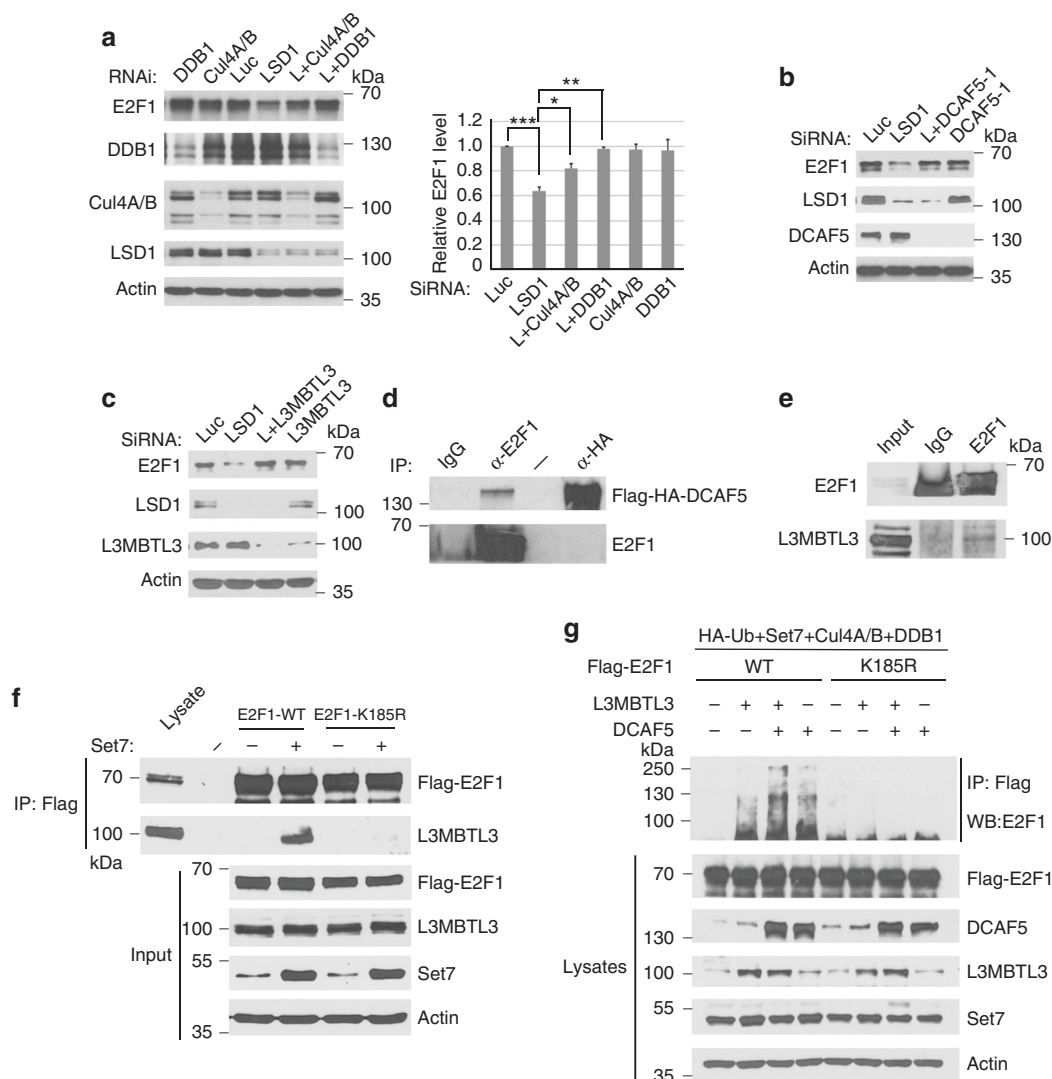 a
RNAi: DDB1 Cul4A/B Luc LSD1 L+Cul4A/B L+DDB1 kDa
E2F1 70
DDB1 130
Cul4A/B 100
LSD1 100
Actin 35
Relative E2F1 level
1.2
1.0
0.8
0.6
0.4
0.2
0
*** * **
SiRNA: Luc LSD1 L+Cul4A/B L+DDB1 Cul4A/B DDB1
b
SiRNA: Luc LSD1 L+DCAF5-1 DCAF5-1 kDa
E2F1 70
LSD1 100
DCAF5 130
Actin 35
c
SiRNA: Luc LSD1 L+L3MBTL3 L3MBTL3 kDa
E2F1 70
LSD1 100
L3MBTL3 100
Actin 35
d
IP: IgG α-E2F1 — α-HA
130 Flag-HA-DCAF5
70 E2F1
e
Input IgG E2F1 kDa
E2F1 70
L3MBTL3 100
f
Lysate – E2F1-WT E2F1-K185R
Set7: – + – +
IP: Flag
70 Flag-E2F1
100 L3MBTL3
kDa
Input
70 Flag-E2F1
100 L3MBTL3
55 Set7
35 Actin
g
HA-Ub+Set7+Cul4A/B+DDB1
Flag-E2F1 WT K185R
L3MBTL3 – + + – – + + –
DCAF5 – – + + – – + +
kDa
250
130
100
IP: Flag
WB:E2F1
Lysates
70 Flag-E2F1
130 DCAF5
100 L3MBTL3
55 Set7
35 Actin